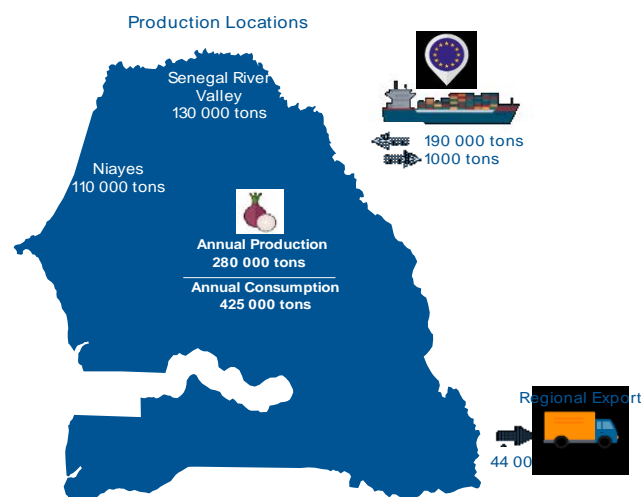 Production Locations
Senegal River
Valley
130 000 tons
190 000 tons
1000 tons
Niayes
110 000 tons
Annual Production
280 000 tons
Annual Consumption
425 000 tons
Regional Export
44 00